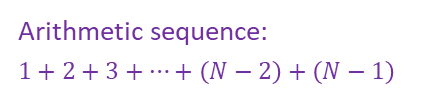 Arithmetic sequence:
1 + 2 + 3 + ⋯ + (N − 2) + (N − 1)